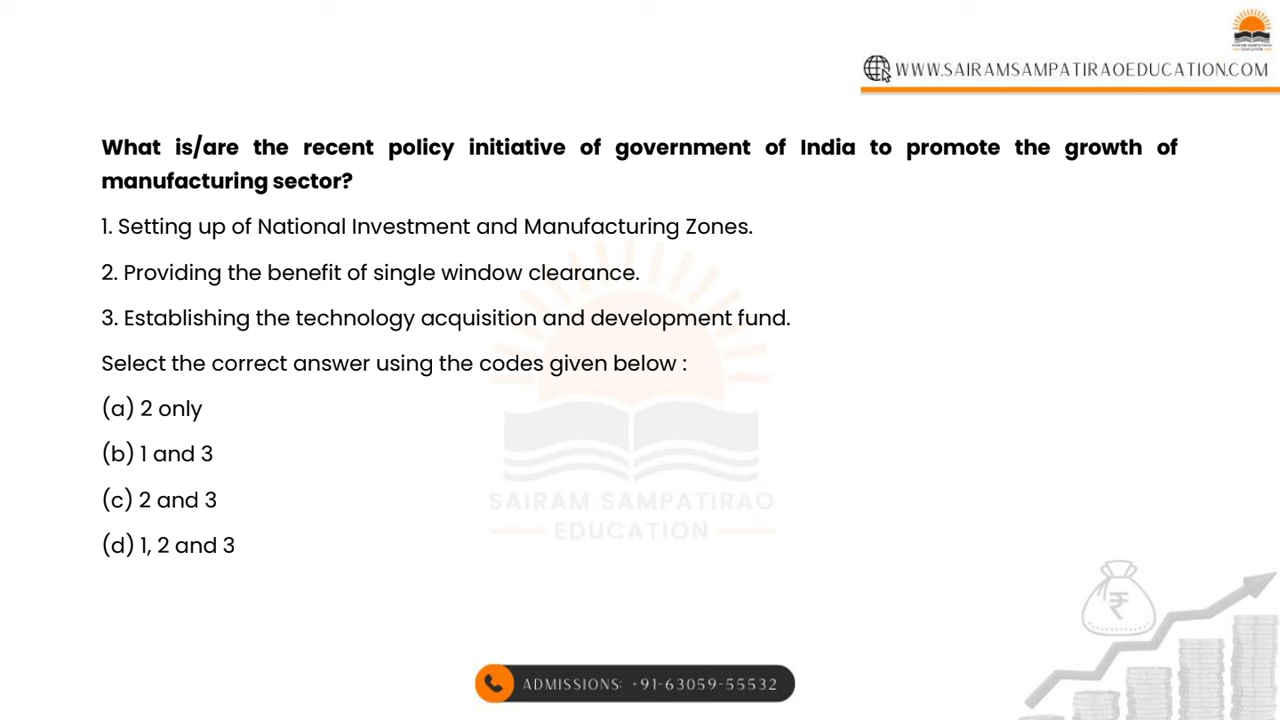 SAIRAM SAMPATIRAO
EDUCATION
WWW.SAIRAMSAMPATIRAOEDUCATION.COM
What is/are the recent policy initiative of government of India to promote the growth of
manufacturing sector?
1. Setting up of National Investment and Manufacturing Zones.
2. Providing the benefit of single window clearance.
3. Establishing the technology acquisition and development fund.
Select the correct answer using the codes given below :
(a) 2 only
(b) 1 and 3
(c) 2 and 3
(d) 1, 2 and 3
SAIRAM SAMPATIRAO
EDUCATION
₹
ADMISSIONS: +91-63059-55532